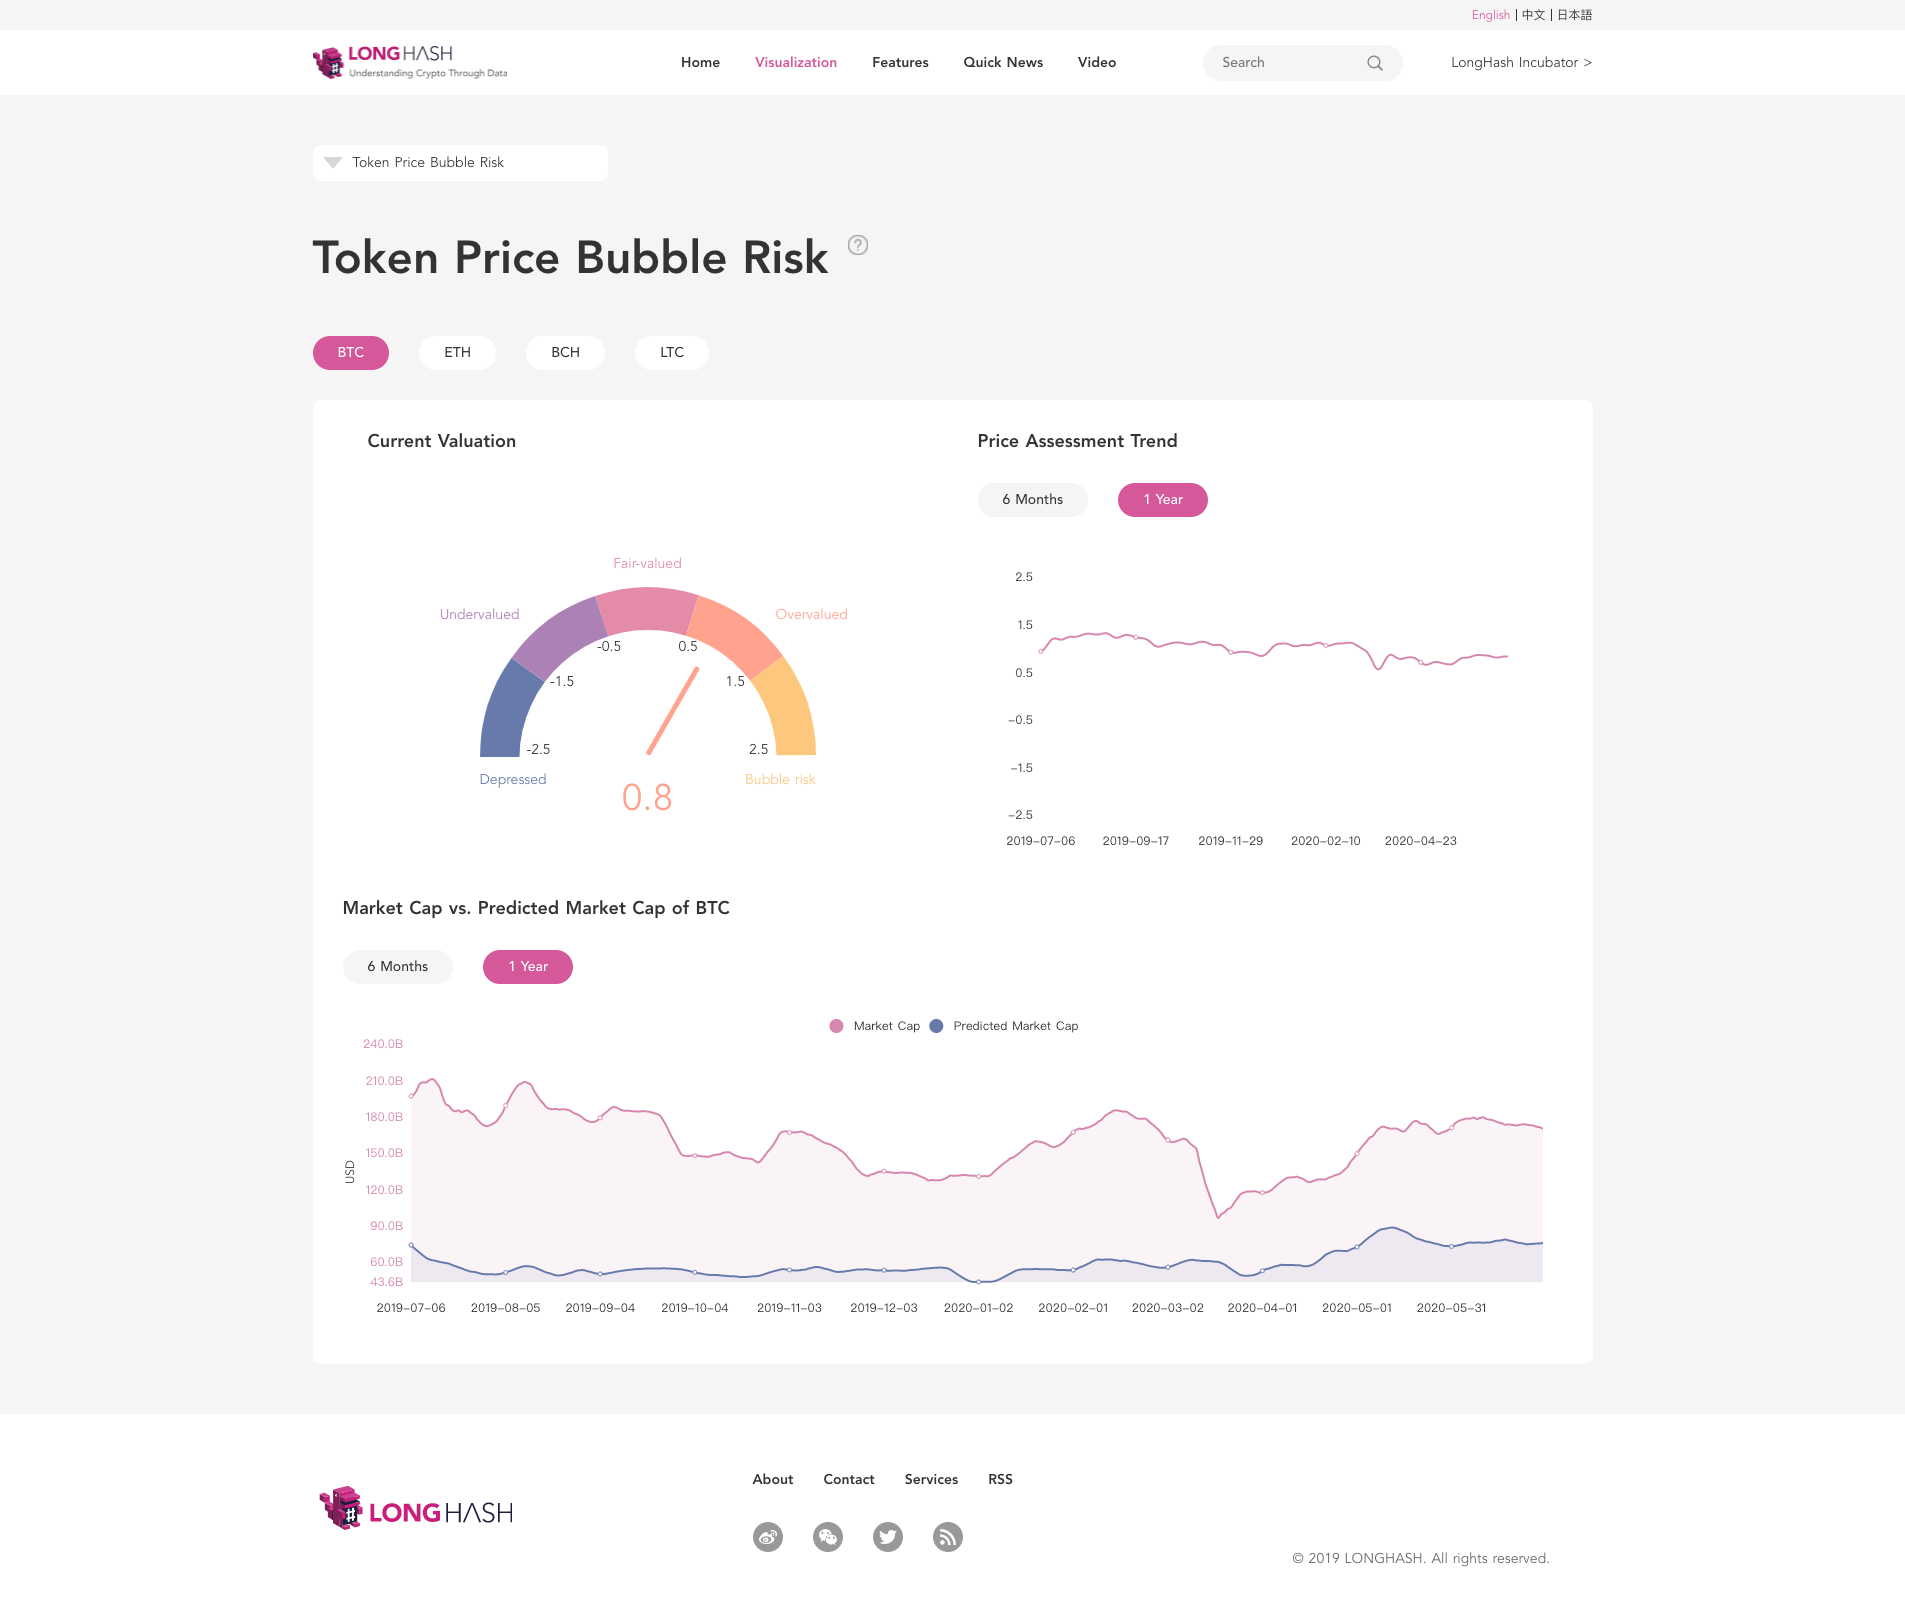 English | 中文 | 日本語
LONGHASH
Understanding Crypto Through Data
Home Visualization Features Quick News Video
Search
LongHash Incubator >
Token Price Bubble Risk
Token Price Bubble Risk ?
BTC ETH BCH LTC
Current Valuation
Fair-valued
Undervalued
Overvalued
-0.5 0.5
-1.5 1.5
-2.5 2.5
Depressed
Bubble risk
0.8
Price Assessment Trend
6 Months 1 Year
2.5
1.5
0.5
-0.5
-1.5
-2.5
2019-07-06 2019-09-17 2019-11-29 2020-02-10 2020-04-23
Market Cap vs. Predicted Market Cap of BTC
6 Months 1 Year
Market Cap Predicted Market Cap
240.0B
210.0B
180.0B
150.0B
120.0B
90.0B
60.0B
43.6B
USD
2019-07-06 2019-08-05 2019-09-04 2019-10-04 2019-11-03 2019-12-03 2020-01-02 2020-02-01 2020-03-02 2020-04-01 2020-05-01 2020-05-31
LONGHASH
About Contact Services RSS
© 2019 LONGHASH. All rights reserved.